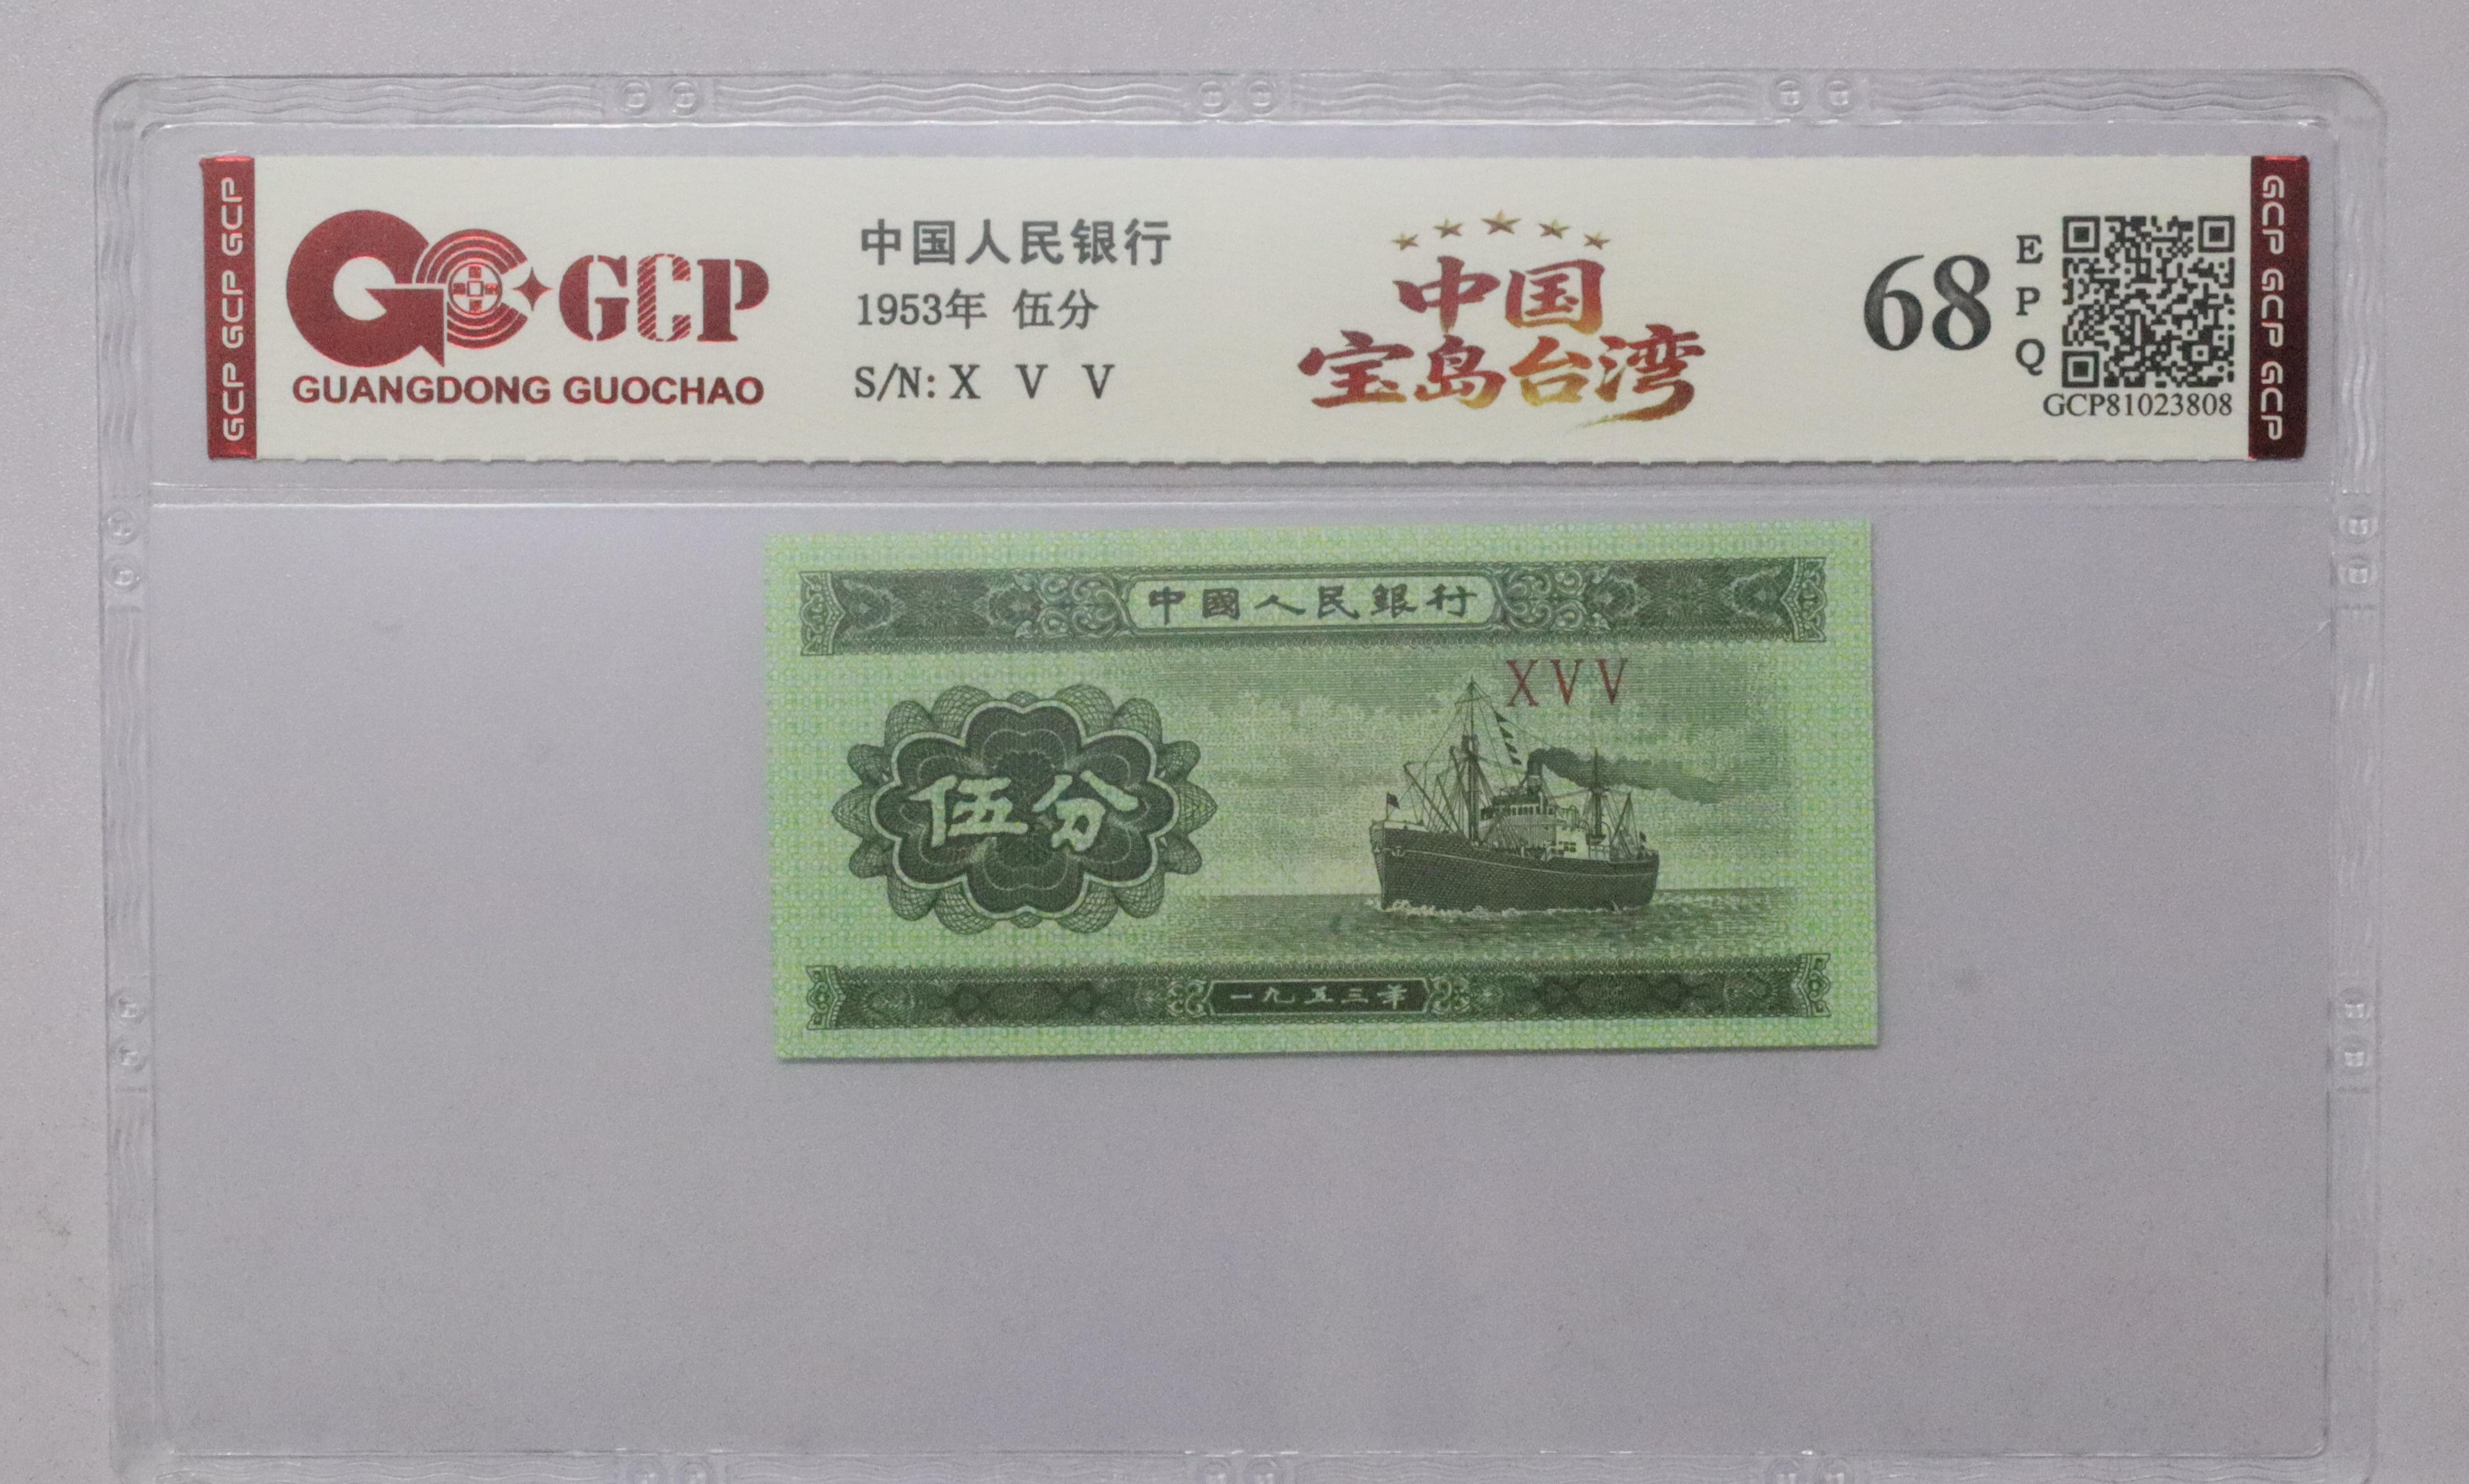 GCP GCP GCP
GCP
GUANGDONG GUOCHAO
中国人民银行
1953年 伍分
S/N: X V V
中国
宝岛台湾
68
E
P
Q
GCP81023808
GCP GCP GCP
中國人民銀行
XVV
伍分
一九五三年